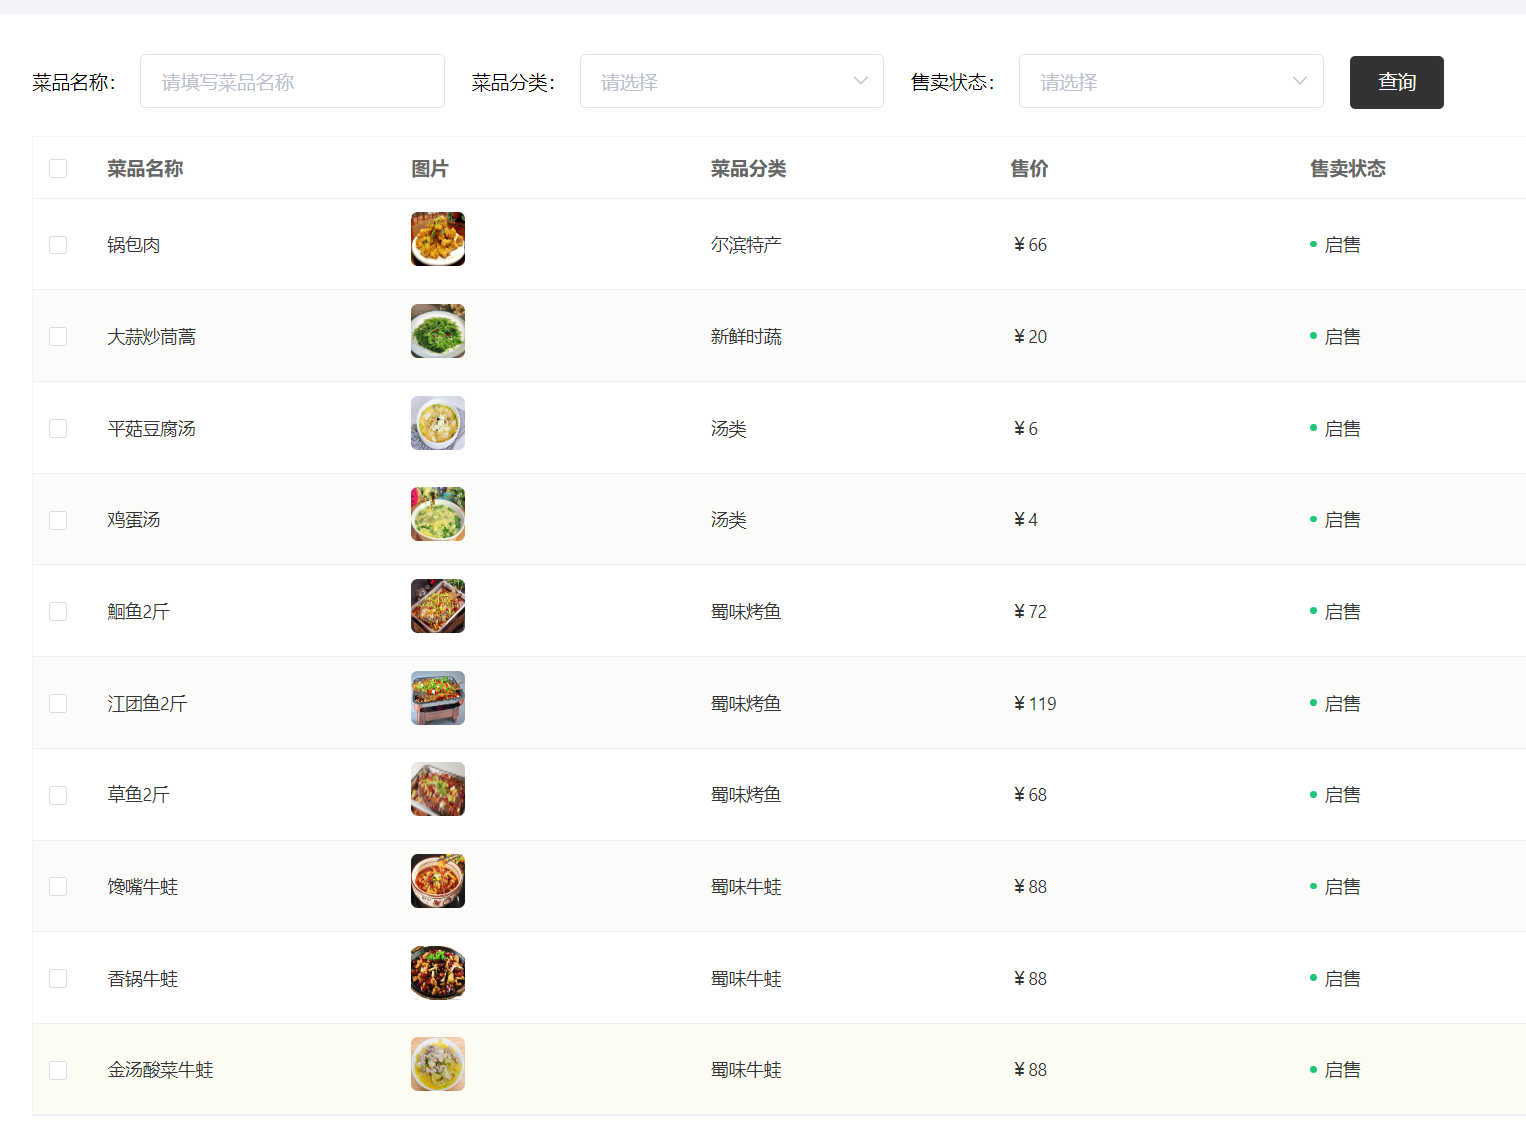 菜品名称： 请填写菜品名称 菜品分类： 请选择 售卖状态： 请选择 查询
菜品名称 图片 菜品分类 售价 售卖状态
锅包肉 尔滨特产 ¥ 66 启售
大蒜炒茼蒿 新鲜时蔬 ¥ 20 启售
平菇豆腐汤 汤类 ¥ 6 启售
鸡蛋汤 汤类 ¥ 4 启售
鮰鱼2斤 蜀味烤鱼 ¥ 72 启售
江团鱼2斤 蜀味烤鱼 ¥ 119 启售
草鱼2斤 蜀味烤鱼 ¥ 68 启售
馋嘴牛蛙 蜀味牛蛙 ¥ 88 启售
香锅牛蛙 蜀味牛蛙 ¥ 88 启售
金汤酸菜牛蛙 蜀味牛蛙 ¥ 88 启售